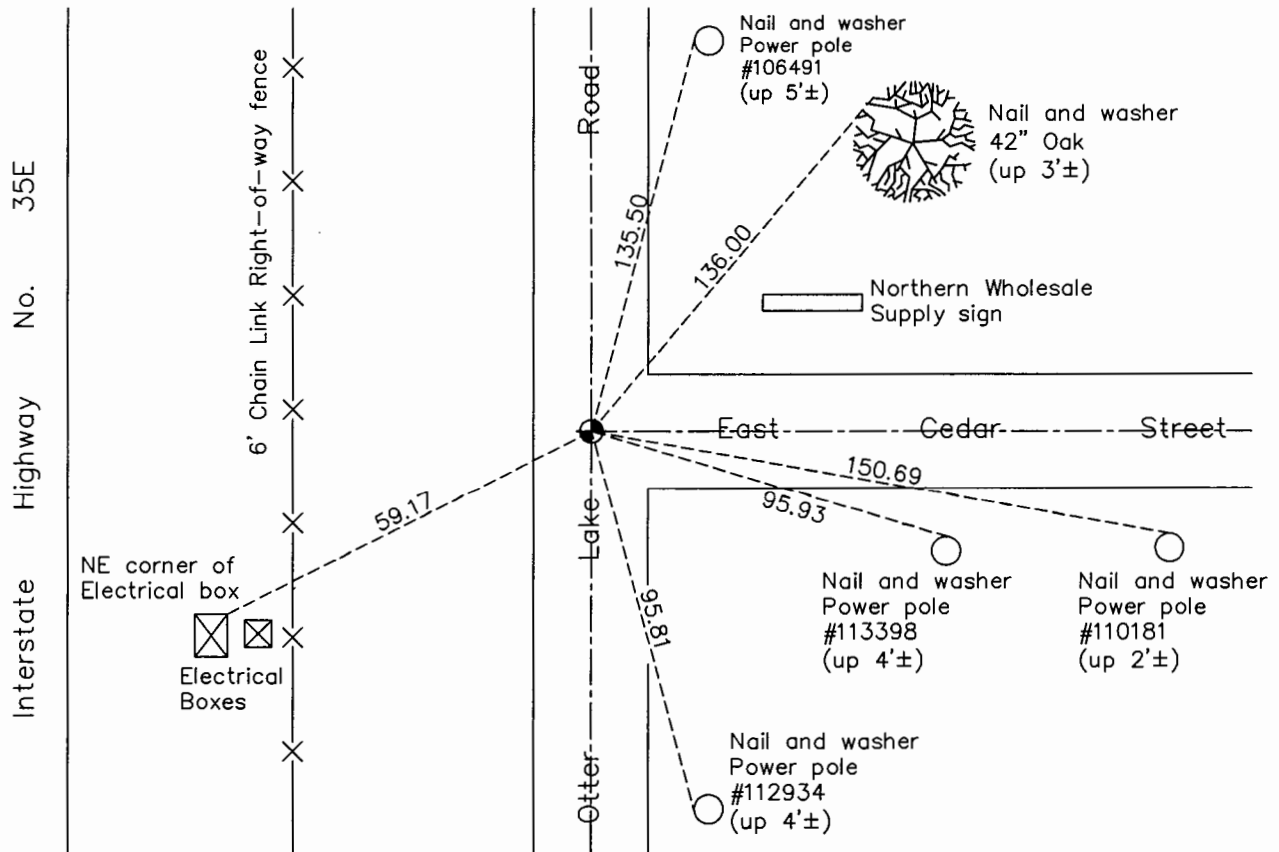 Nail and washer
Power pole
#106491
(up 5'±)
Nail and washer
42" Oak
(up 3'±)
Northern Wholesale
Supply sign
135.50
136.00
6' Chain Link Right-of-way fence
Interstate Highway No. 35E
Otter Lake Road
East Cedar Street
59.17
150.69
95.93
95.81
NE corner of
Electrical box
Electrical
Boxes
Nail and washer
Power pole
#113398
(up 4'±)
Nail and washer
Power pole
#110181
(up 2'±)
Nail and washer
Power pole
#112934
(up 4'±)